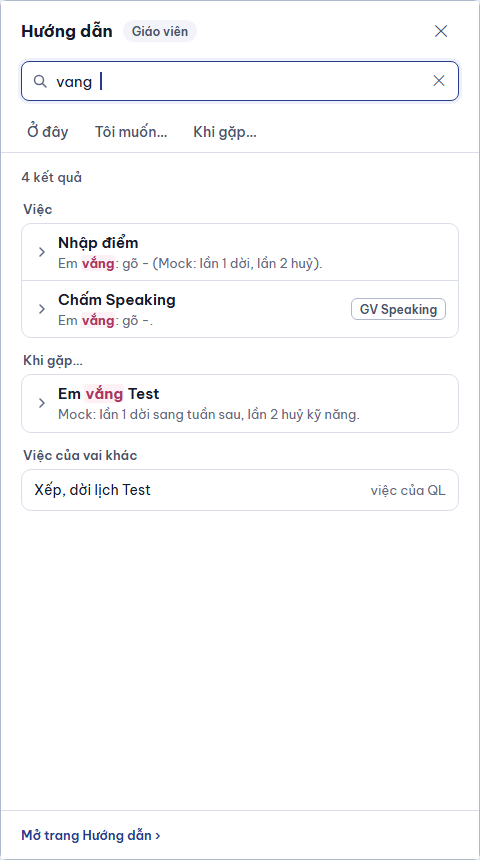 Hướng dẫn Giáo viên
vang
Ở đây Tôi muốn... Khi gặp...
4 kết quả
Việc
Nhập điểm
Em vắng: gõ - (Mock: lần 1 dời, lần 2 huỷ).
Chấm Speaking
Em vắng: gõ -.
GV Speaking
Khi gặp...
Em vắng Test
Mock: lần 1 dời sang tuần sau, lần 2 huỷ kỹ năng.
Việc của vai khác
Xếp, dời lịch Test việc của QL
Mở trang Hướng dẫn ›